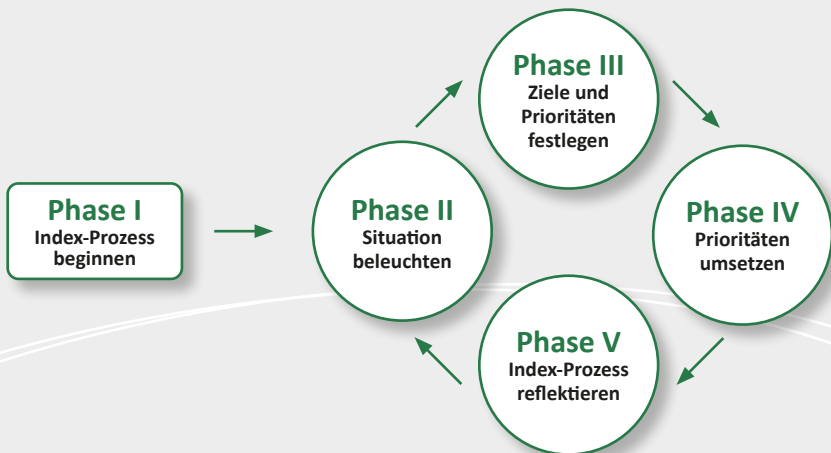 Phase I
Index-Prozess
beginnen
Phase II
Situation
beleuchten
Phase III
Ziele und
Prioritäten
festlegen
Phase IV
Prioritäten
umsetzen
Phase V
Index-Prozess
reflektieren